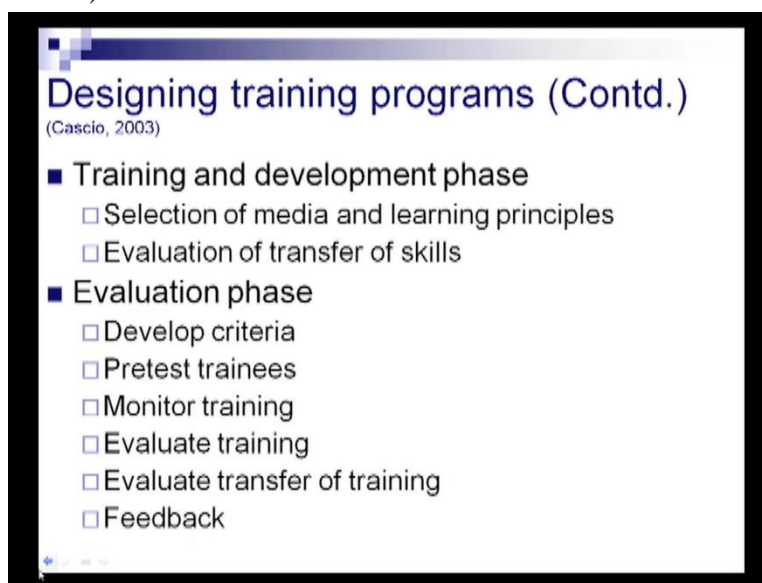 Designing training programs (Contd.)
(Cascio, 2003)
Training and development phase
Selection of media and learning principles
Evaluation of transfer of skills
Evaluation phase
Develop criteria
Pretest trainees
Monitor training
Evaluate training
Evaluate transfer of training
Feedback